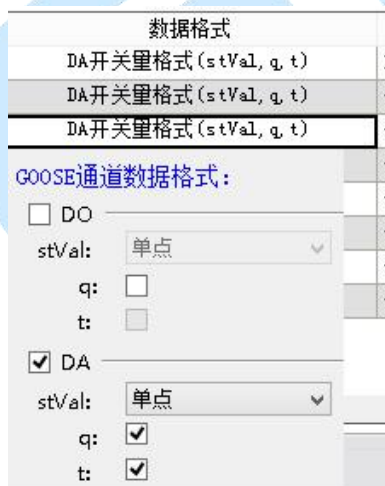 数据格式
DA开关量格式(stVal,q,t)
DA开关量格式(stVal,q,t)
DA开关量格式(stVal,q,t)
GOOSE通道数据格式:
DO
stVal: 单点
q:
t:
DA
stVal: 单点
q:
t: